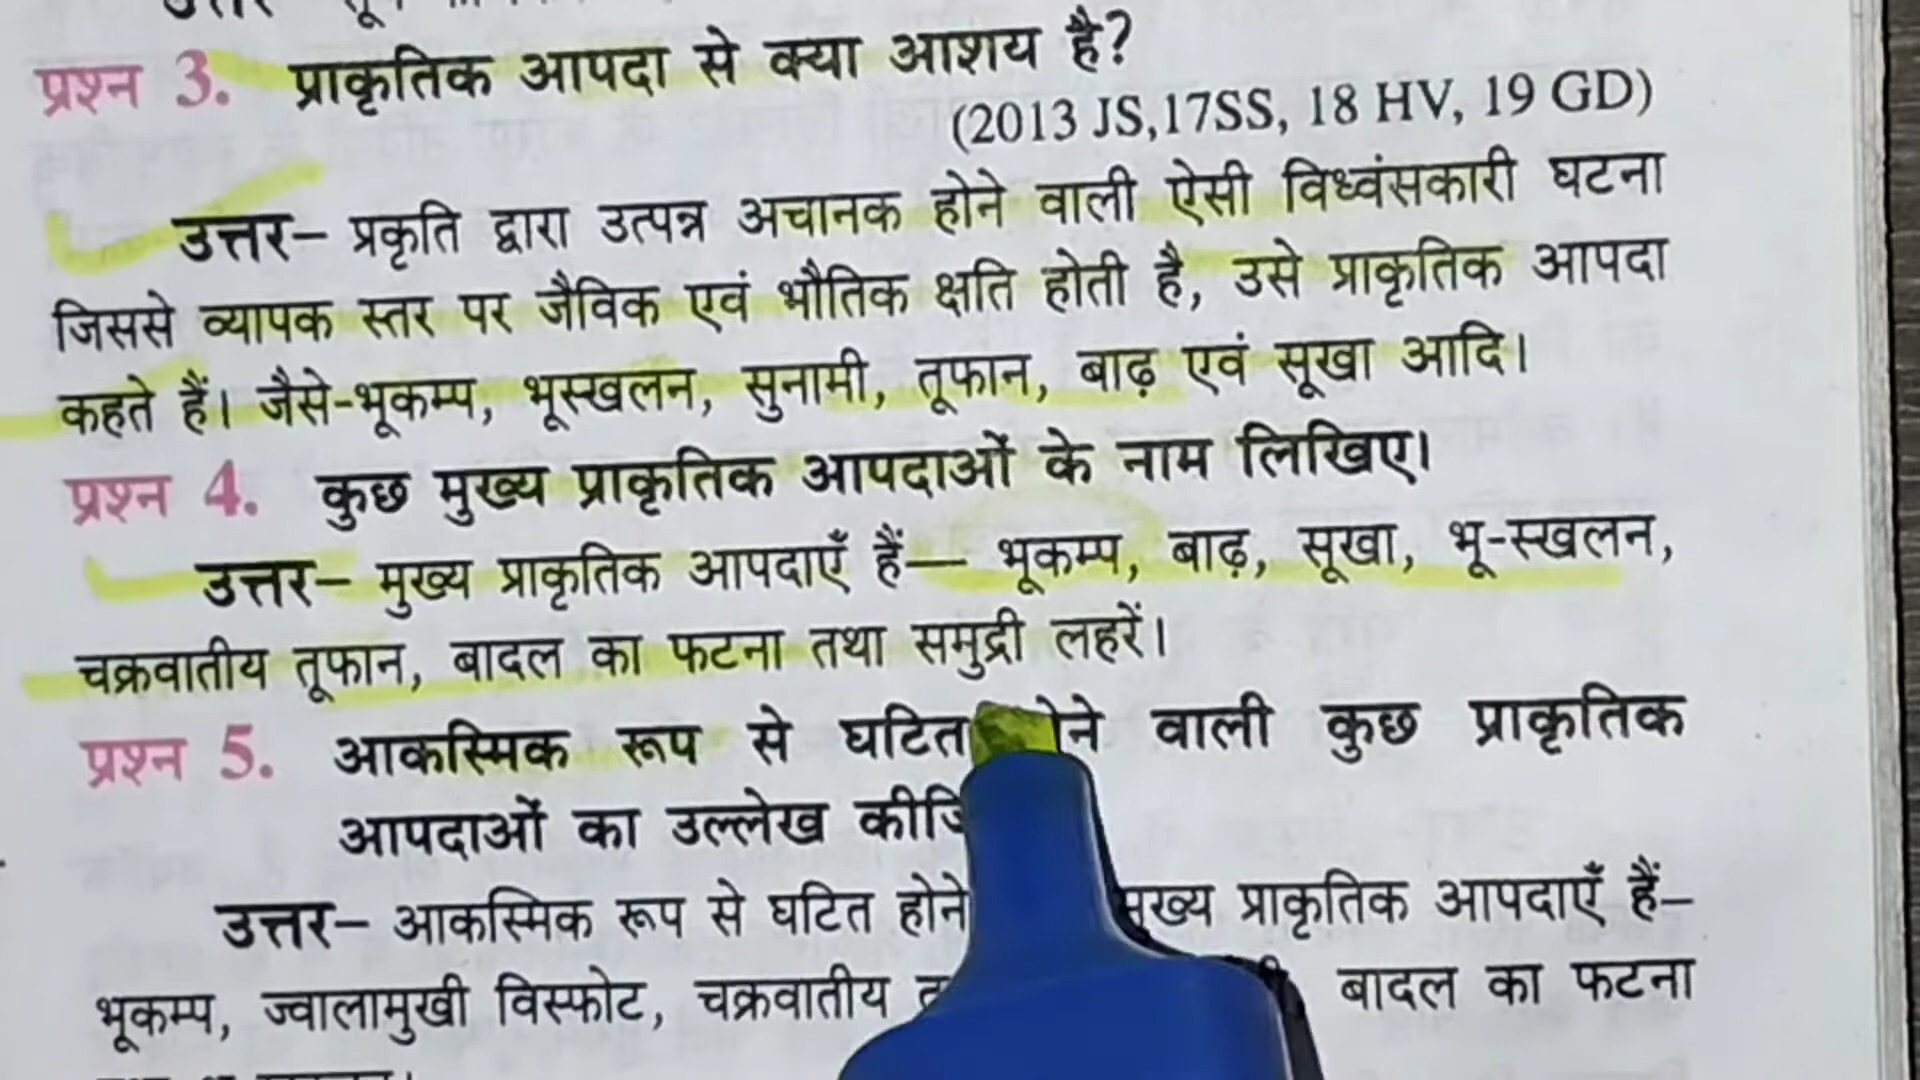 उत्तर–
प्रश्न 3. प्राकृतिक आपदा से क्या आशय है?
(2013 JS,17SS, 18 HV, 19 GD)
उत्तर– प्रकृति द्वारा उत्पन्न अचानक होने वाली ऐसी विध्वंसकारी घटना
जिससे व्यापक स्तर पर जैविक एवं भौतिक क्षति होती है, उसे प्राकृतिक आपदा
कहते हैं। जैसे-भूकम्प, भूस्खलन, सुनामी, तूफान, बाढ़ एवं सूखा आदि।
प्रश्न 4. कुछ मुख्य प्राकृतिक आपदाओं के नाम लिखिए।
उत्तर– मुख्य प्राकृतिक आपदाएँ हैं— भूकम्प, बाढ़, सूखा, भू-स्खलन,
चक्रवातीय तूफान, बादल का फटना तथा समुद्री लहरें।
प्रश्न 5. आकस्मिक रूप से घटित वाली कुछ प्राकृतिक
आपदाओं का उल्लेख
उत्तर– आकस्मिक रूप से घटित होने प्राकृतिक आपदाएँ हैं–
भूकम्प, ज्वालामुखी विस्फोट, चक्रवातीय बादल का फटना